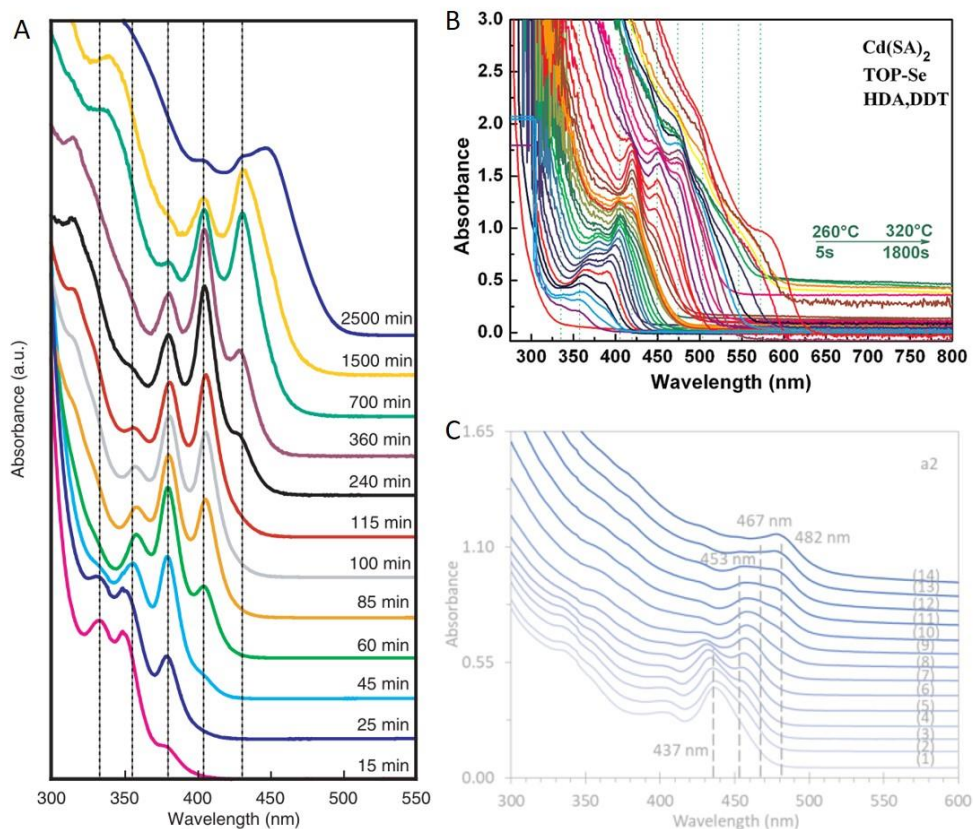 A
Absorbance (a.u.)
2500 min
1500 min
700 min
360 min
240 min
115 min
100 min
85 min
60 min
45 min
25 min
15 min
300 350 400 450 500 550
Wavelength (nm)
B
Absorbance
3.0
2.5
2.0
1.5
1.0
0.5
0.0
Cd(SA)2
TOP-Se
HDA,DDT
260°C 320°C
5s 1800s
300 350 400 450 500 550 600 650 700 750 800
Wavelength (nm)
C
Absorbance
1.65
1.10
0.55
0.00
a2
467 nm
453 nm
482 nm
437 nm
(14)
(13)
(12)
(11)
(10)
(9)
(8)
(7)
(6)
(5)
(4)
(3)
(2)
(1)
300 350 400 450 500 550 600
Wavelength (nm)